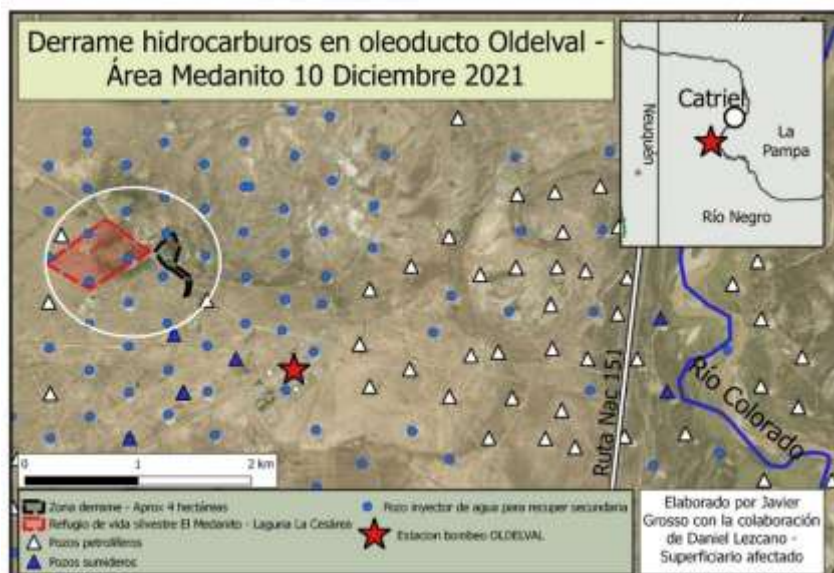 Derrame hidrocarburos en oleoducto Oldelval -
Área Medanito 10 Diciembre 2021
Catriel
Neuquén
La
Pampa
Río Negro
Ruta Nac 151
Río Colorado
0 1 2 km
Zona derrame - Aprox 4 hectáreas
Refugio de vida silvestre El Medanito - Laguna La Cesárea
Pozos petrolíferos
Pozos sumideros
Pozo inyector de agua para recuper secundaria
Estacion bombeo OLDELVAL
Elaborado por Javier
Grosso con la colaboración
de Daniel Lezcano -
Superficiario afectado